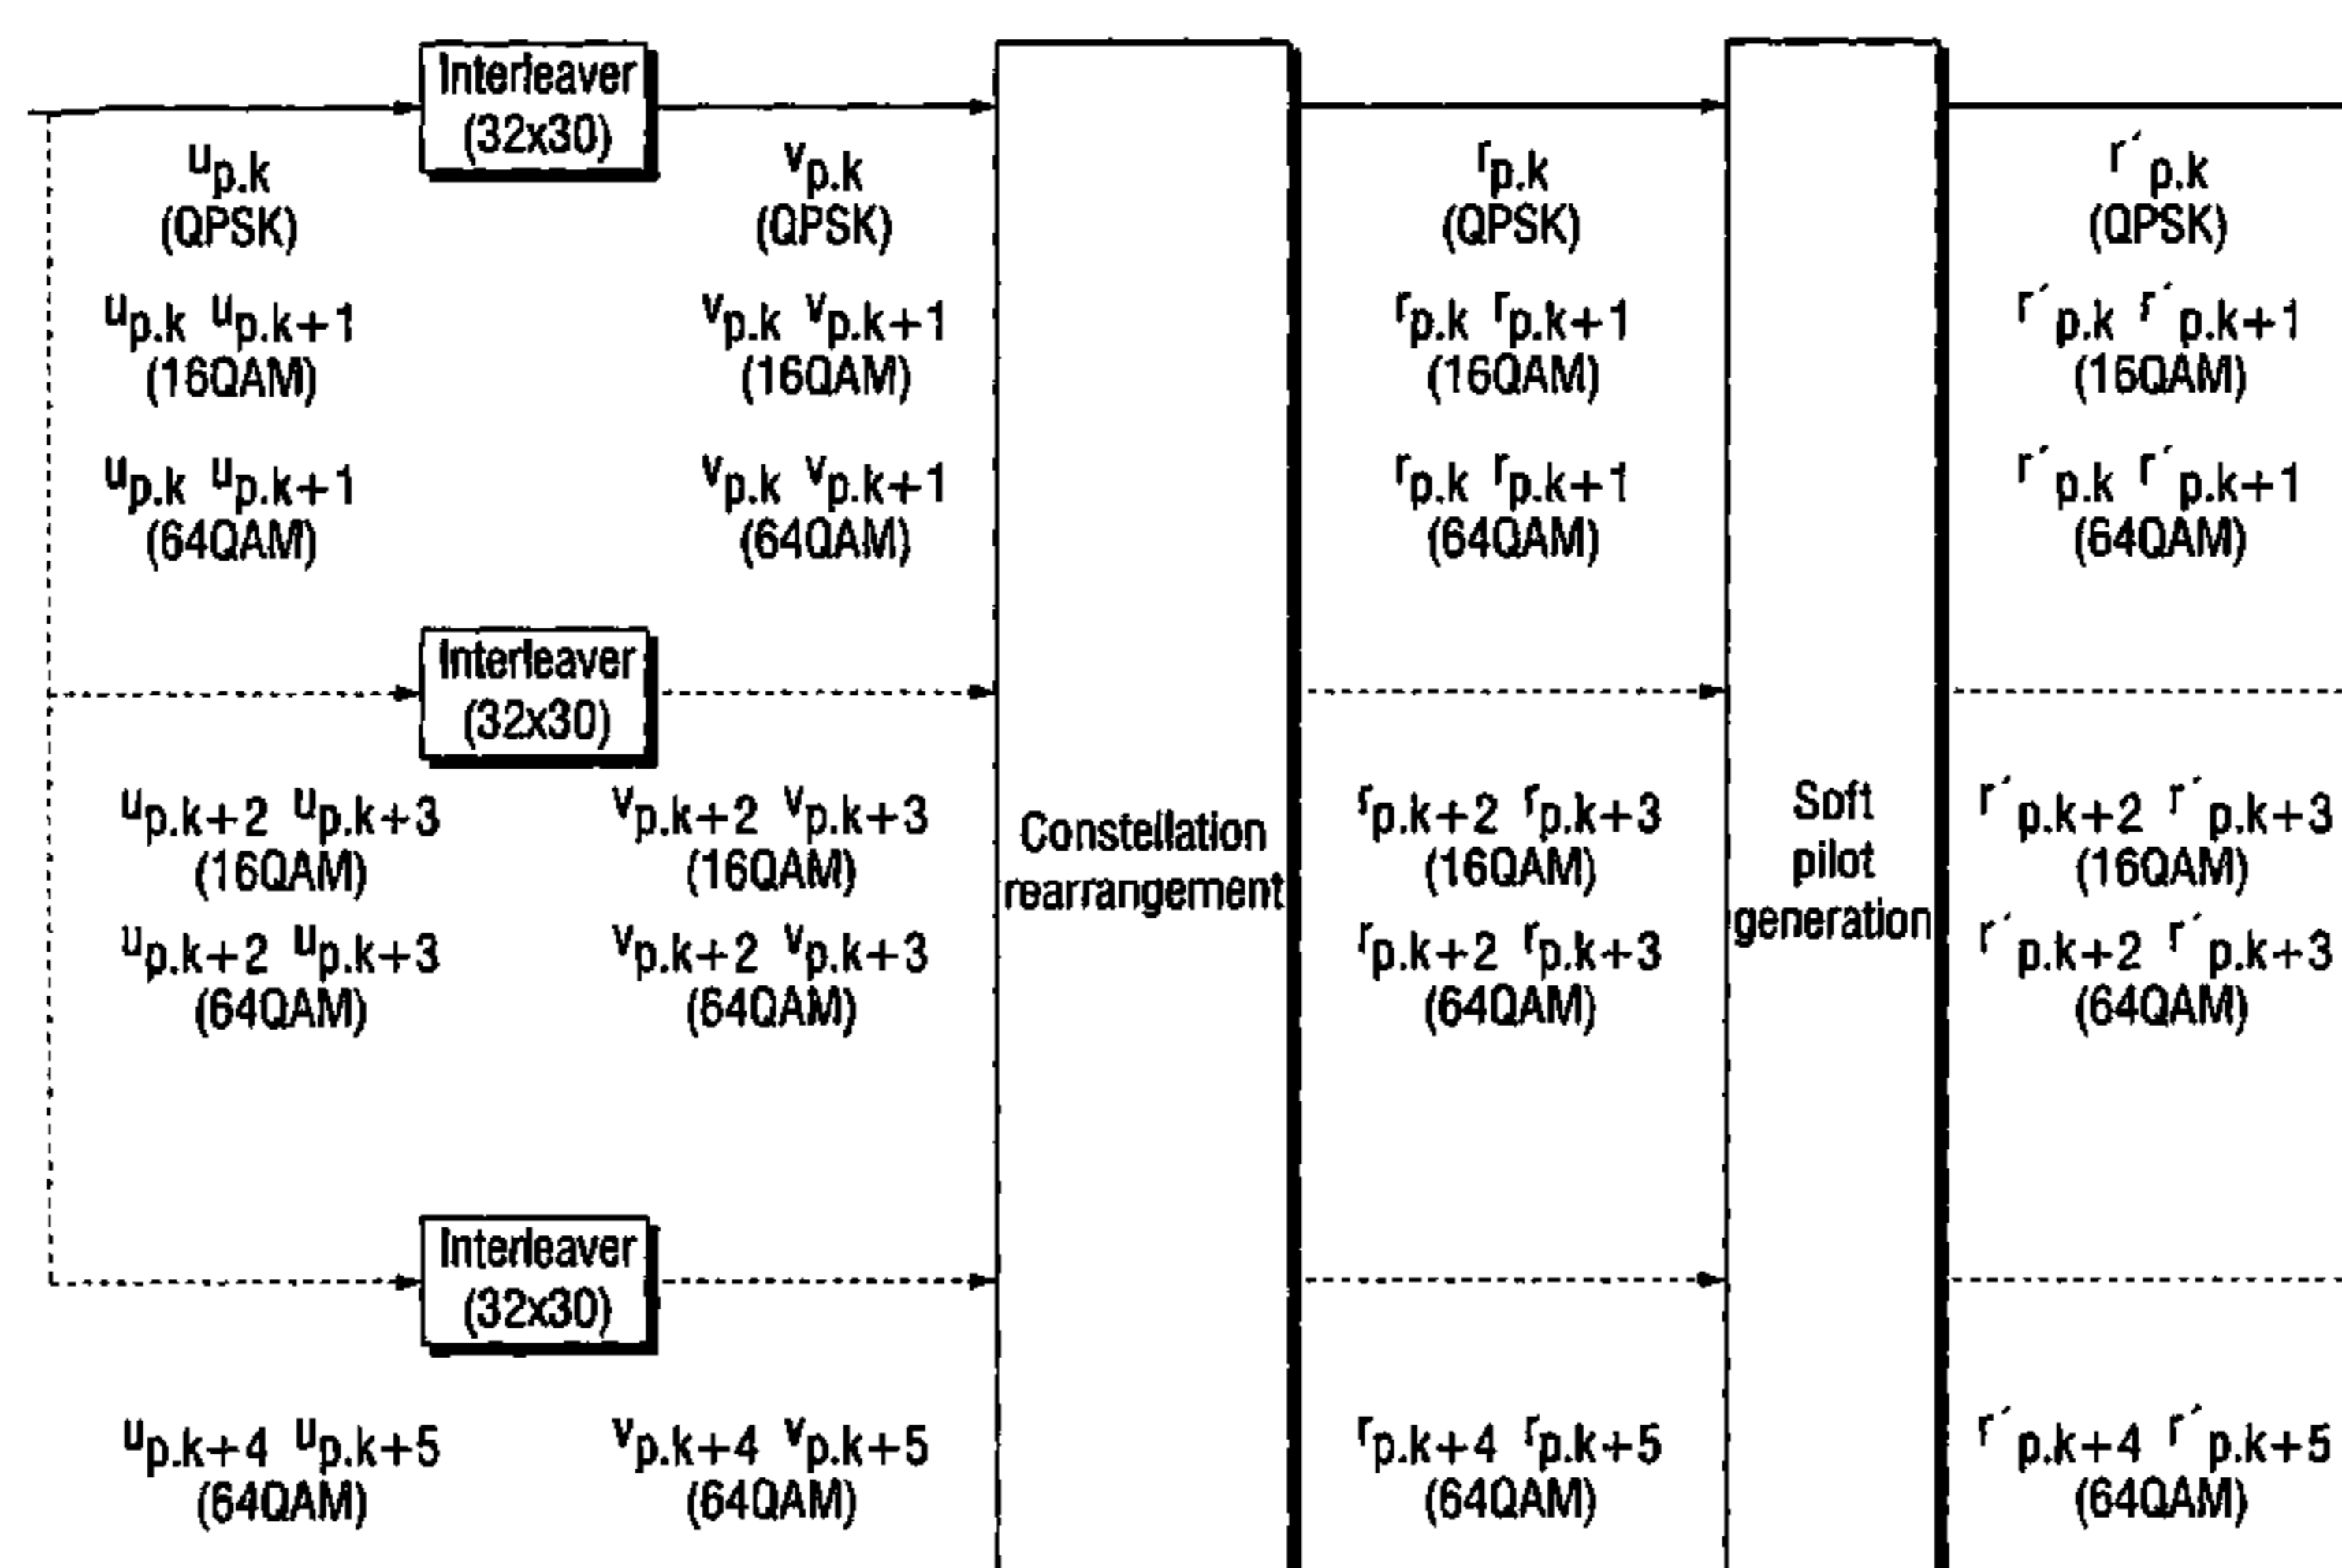 Interleaver
(32x30)
u p.k
(QPSK)
v p.k
(QPSK)
r p.k
(QPSK)
r´ p.k
(QPSK)
u p.k u p.k+1
(16QAM)
v p.k v p.k+1
(16QAM)
r p.k r p.k+1
(16QAM)
r´ p.k r´ p.k+1
(16QAM)
u p.k u p.k+1
(64QAM)
v p.k v p.k+1
(64QAM)
r p.k r p.k+1
(64QAM)
r´ p.k r´ p.k+1
(64QAM)
Interleaver
(32x30)
u p.k+2 u p.k+3
(16QAM)
v p.k+2 v p.k+3
(16QAM)
Constellation
rearrangement
r p.k+2 r p.k+3
(16QAM)
Soft
pilot
generation
r´ p.k+2 r´ p.k+3
(16QAM)
u p.k+2 u p.k+3
(64QAM)
v p.k+2 v p.k+3
(64QAM)
r p.k+2 r p.k+3
(64QAM)
r´ p.k+2 r´ p.k+3
(64QAM)
Interleaver
(32x30)
u p.k+4 u p.k+5
(64QAM)
v p.k+4 v p.k+5
(64QAM)
r p.k+4 r p.k+5
(64QAM)
r´ p.k+4 r´ p.k+5
(64QAM)